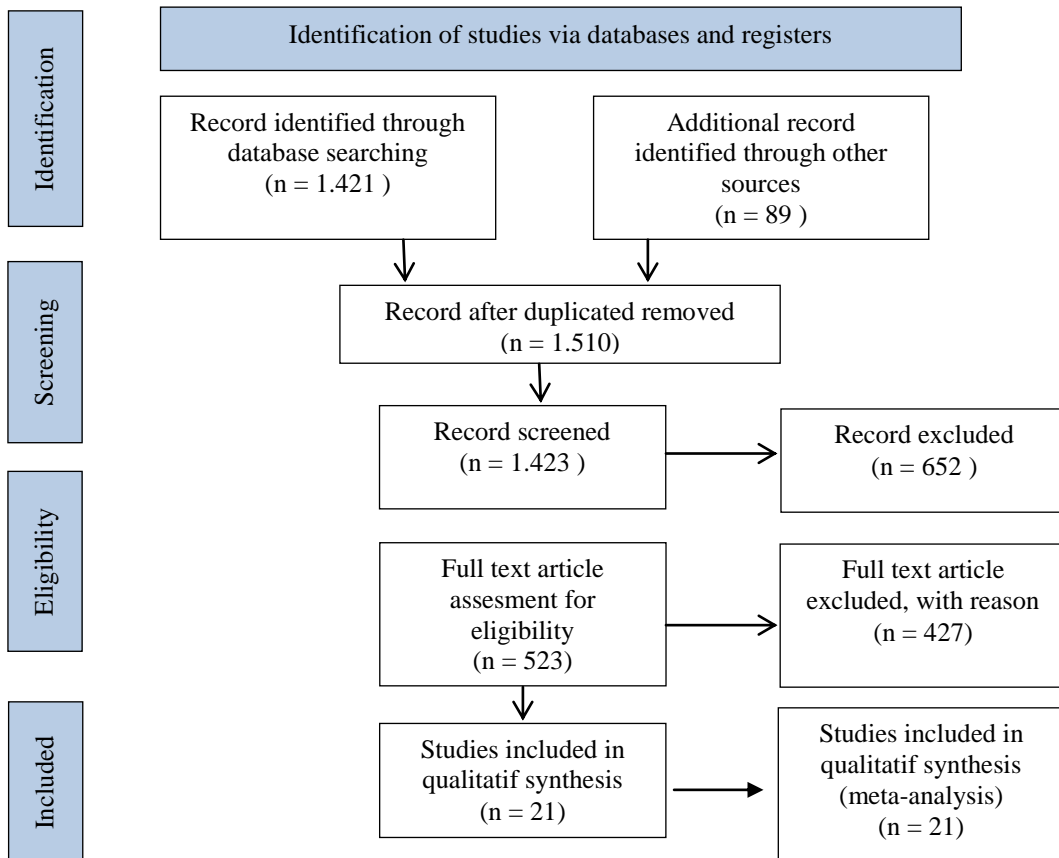 Identification of studies via databases and registers
Identification
Record identified through
database searching
(n = 1.421 )
Additional record
identified through other
sources
(n = 89 )
Screening
Record after duplicated removed
(n = 1.510)
Record screened
(n = 1.423 )
Record excluded
(n = 652 )
Eligibility
Full text article
assesment for
eligibility
(n = 523)
Full text article
excluded, with reason
(n = 427)
Included
Studies included in
qualitatif synthesis
(n = 21)
Studies included in
qualitatif synthesis
(meta-analysis)
(n = 21)